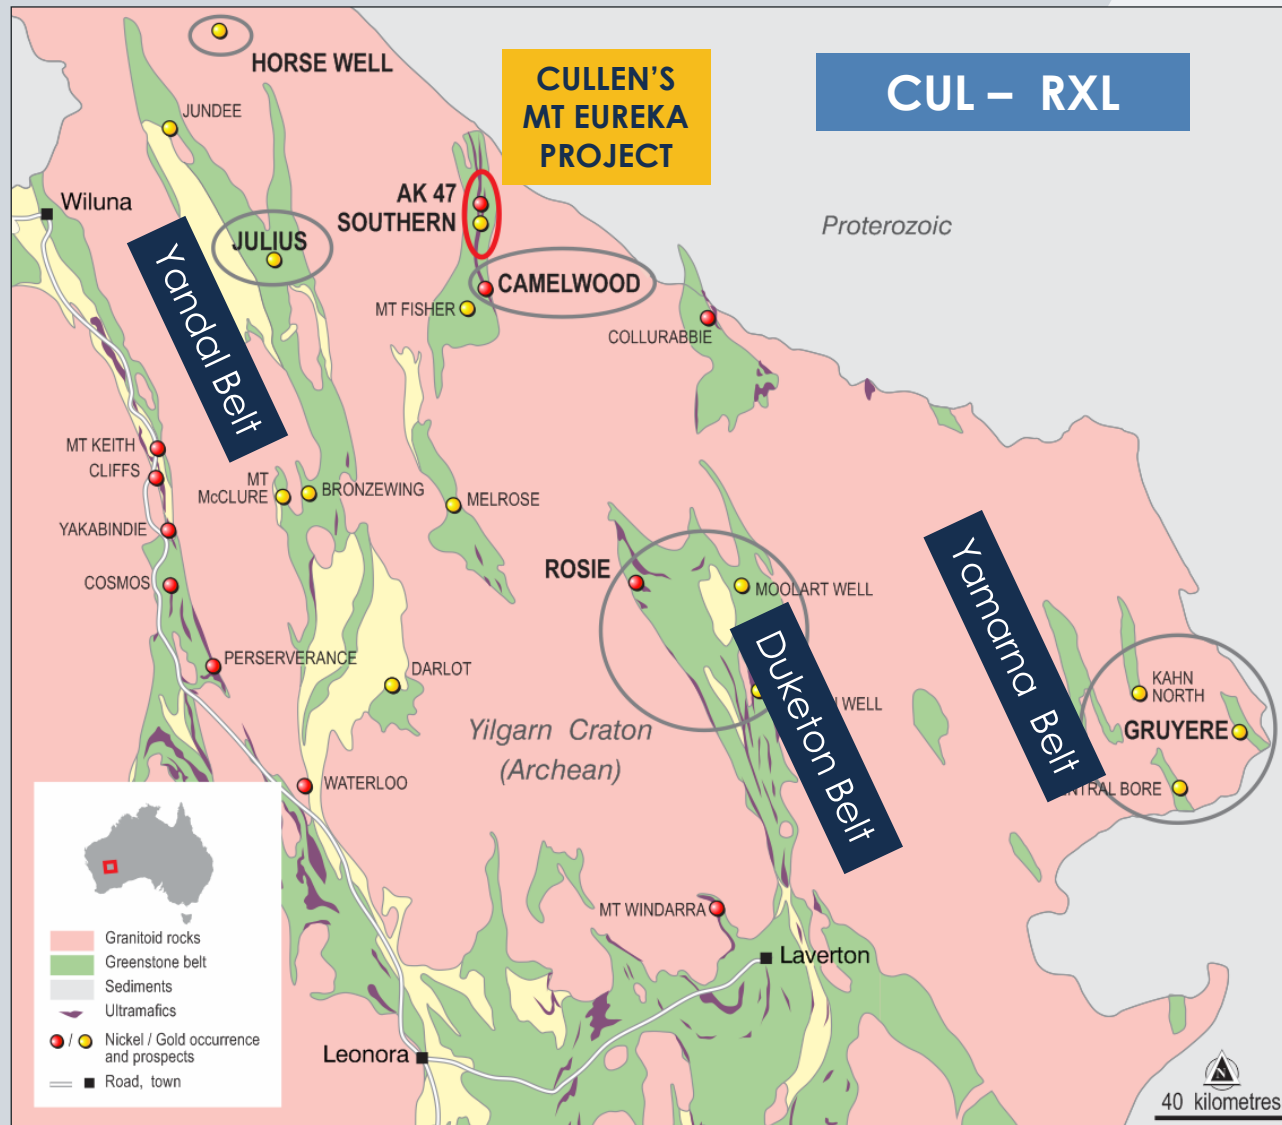 HORSE WELL
CULLEN’S
MT EUREKA
PROJECT
CUL – RXL
JUNDEE
Wiluna
AK 47
SOUTHERN
Proterozoic
JULIUS
Yandal Belt
CAMELWOOD
MT FISHER
COLLURABBIE
MT KEITH
CLIFFS
MT
McCLURE
BRONZEWING
MELROSE
YAKABINDIE
COSMOS
ROSIE
MOOLART WELL
Yamarna Belt
PERSERVERANCE
DARLOT
Duketon Belt
WELL
KAHN
NORTH
GRUYERE
Yilgarn Craton
(Archean)
WATERLOO
NTRAL BORE
MT WINDARRA
Laverton
Leonora
Granitoid rocks
Greenstone belt
Sediments
Ultramafics
/ Nickel / Gold occurrence
and prospects
Road, town
N
40 kilometres